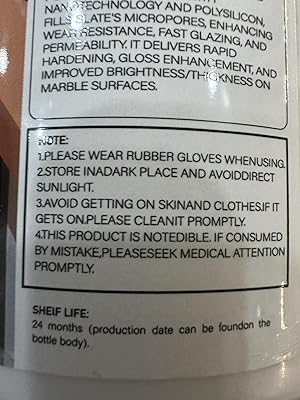 NANOTECHNOLOGY AND POLYSILICON,
FILLS SLATE'S MICROPORES, ENHANCING
WEAR RESISTANCE, FAST GLAZING, AND
PERMEABILITY. IT DELIVERS RAPID
HARDENING, GLOSS ENHANCEMENT, AND
IMPROVED BRIGHTNESS/THICKNESS ON
MARBLE SURFACES.
NOTE:
1.PLEASE WEAR RUBBER GLOVES WHENUSING.
2.STORE INADARK PLACE AND AVOIDDIRECT
SUNLIGHT.
3.AVOID GETTING ON SKINAND CLOTHES.IF IT
GETS ON.PLEASE CLEANIT PROMPTLY.
4.THIS PRODUCT IS NOTEDIBLE. IF CONSUMED
BY MISTAKE,PLEASESEEK MEDICAL ATTENTION
PROMPTLY.
SHEIF LIFE:
24 months (production date can be foundon the
bottle body).